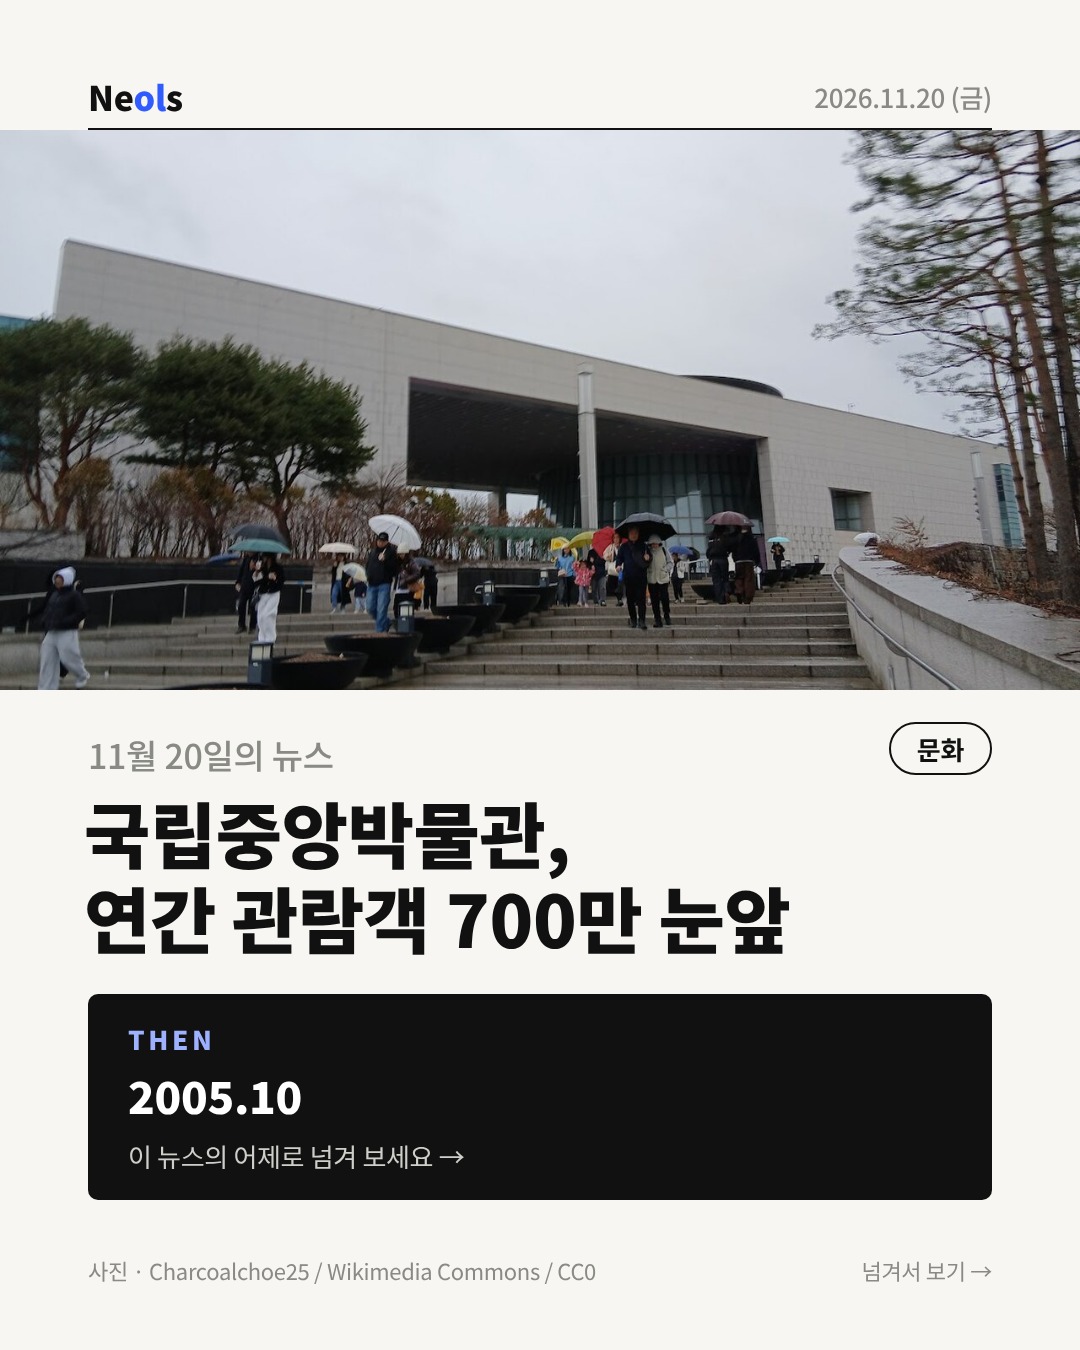 Neols
2026.11.20 (금)
11월 20일의 뉴스
문화
국립중앙박물관,
연간 관람객 700만 눈앞
THEN
2005.10
이 뉴스의 어제로 넘겨 보세요 →
사진 · Charcoalchoe25 / Wikimedia Commons / CC0
넘겨서 보기 →